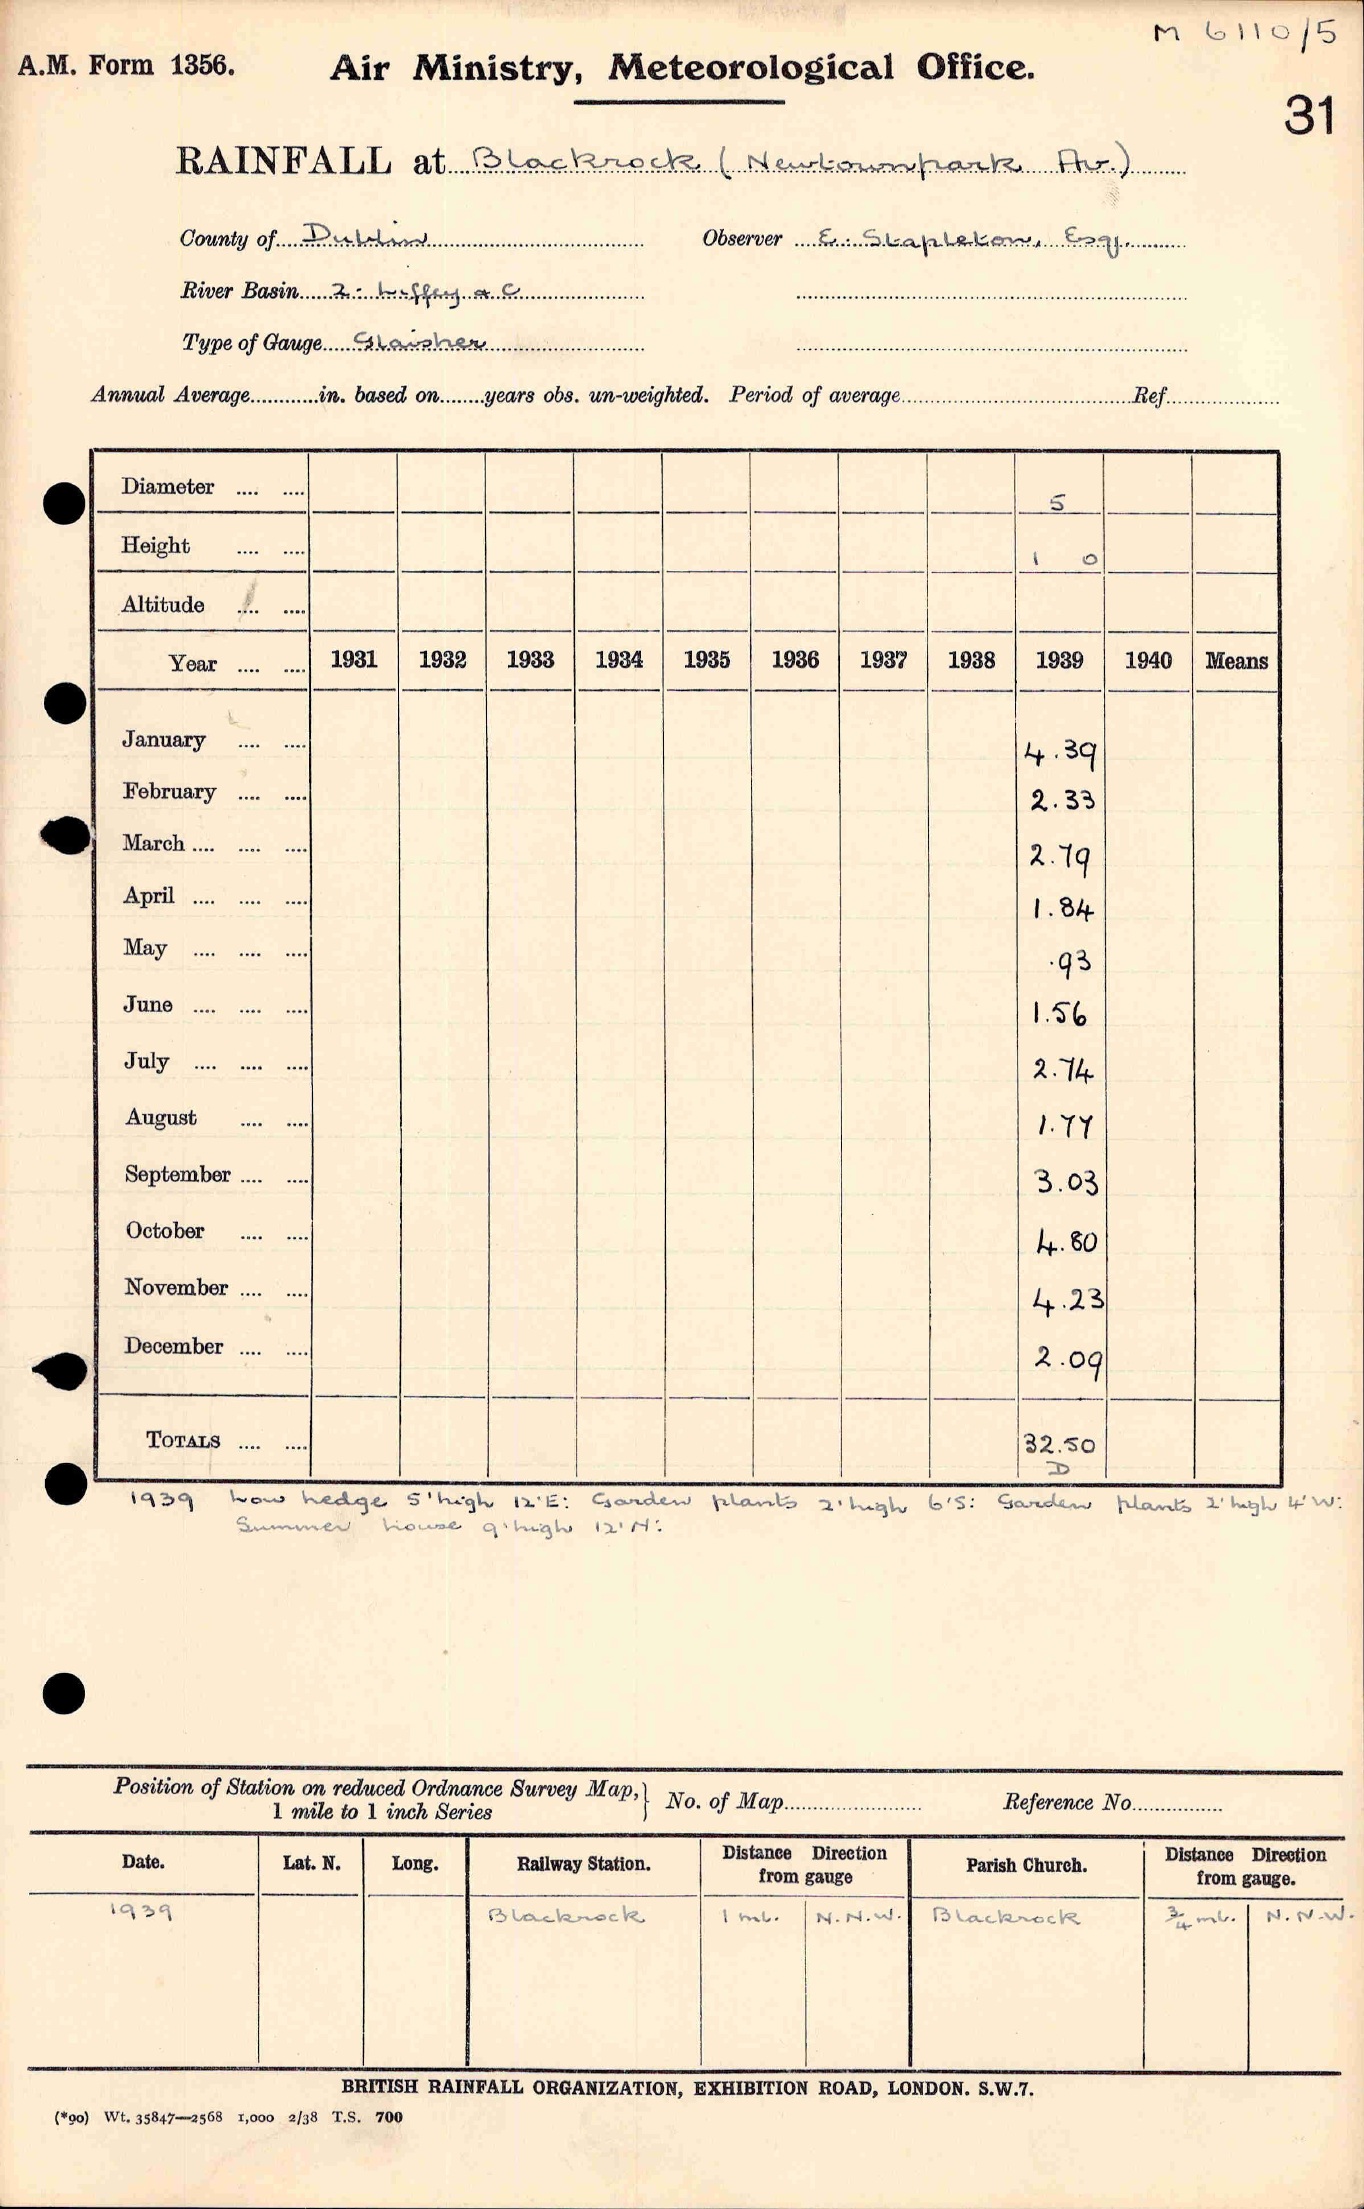 M 6110/5
A.M. Form 1356. Air Ministry, Meteorological Office.
31
RAINFALL at Blackrock (Newtownpark Av.)
County of Dublin Observer E. Stapleton, Esq.
River Basin 2. Liffey & C
Type of Gauge Glaisher
Annual Average............in. based on........years obs. un-weighted. Period of average............Ref............
Diameter .... .... 5
Height .... .... 1 0
Altitude .... ....
Year .... .... 1931 1932 1933 1934 1935 1936 1937 1938 1939 1940 Means
January .... .... 4.39
February .... .... 2.33
March .... .... .... 2.79
April .... .... .... 1.84
May .... .... .... .93
June .... .... .... 1.56
July .... .... .... 2.74
August .... .... 1.77
September .... .... 3.03
October .... .... 4.80
November .... .... 4.23
December .... .... 2.09
TOTALS .... .... 32.50
D
1939 Low hedge 5' high 12' E: Garden plants 2' high 6' S: Garden plants 2' high 4' W:
Summer house 9' high 12' N:
Position of Station on reduced Ordnance Survey Map, } No. of Map............ Reference No............
1 mile to 1 inch Series
Date. Lat. N. Long. Railway Station. Distance Direction from gauge Parish Church. Distance Direction from gauge.
1939 Blackrock 1 ml. N.N.W. Blackrock 3/4 ml. N.N.W.
BRITISH RAINFALL ORGANIZATION, EXHIBITION ROAD, LONDON. S.W.7.
(*90) Wt. 35847—2568 1,000 2/38 T.S. 700